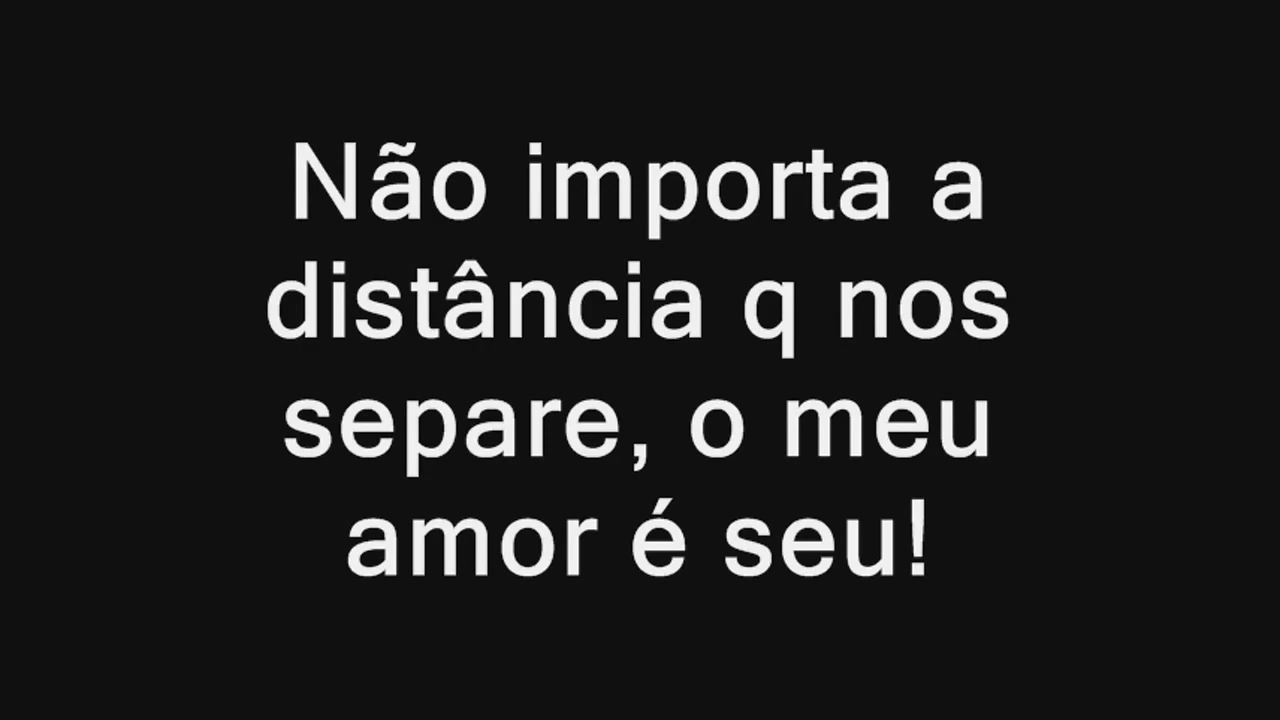 Não importa a
distância q nos
separe, o meu
amor é seu!